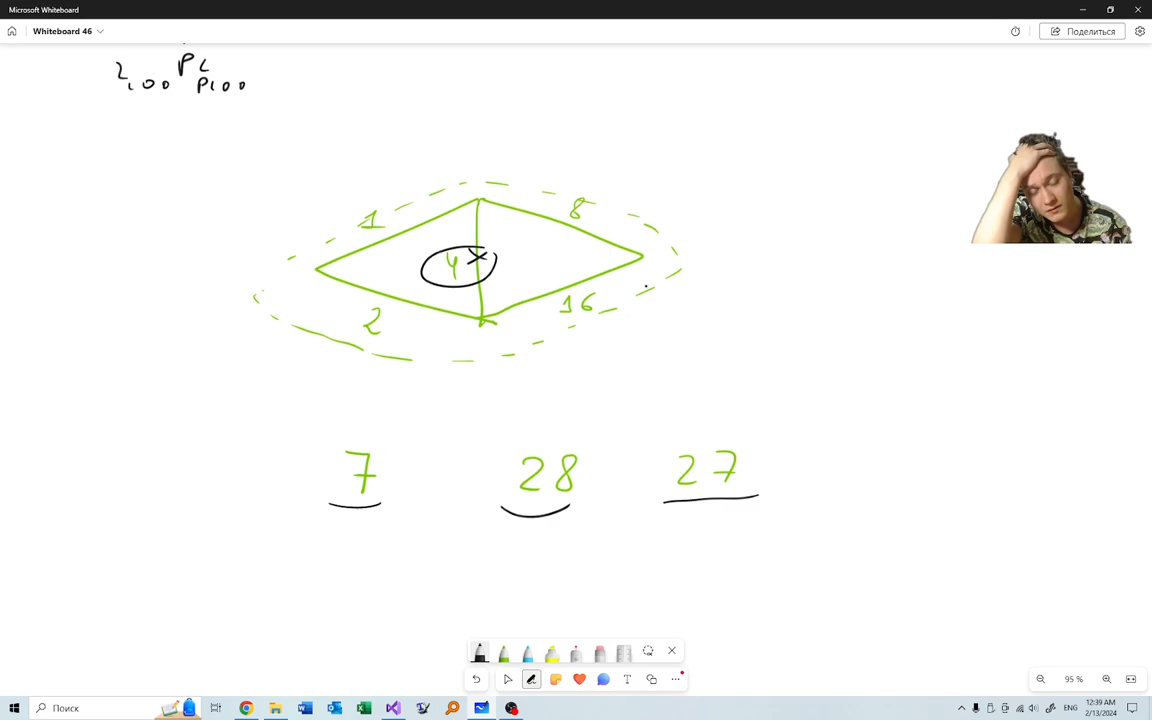 Microsoft Whiteboard
Whiteboard 46
Поделиться
1
8
4
2
16
7 28 27
95 %
Поиск
ENG
12:39 AM
2/13/2024